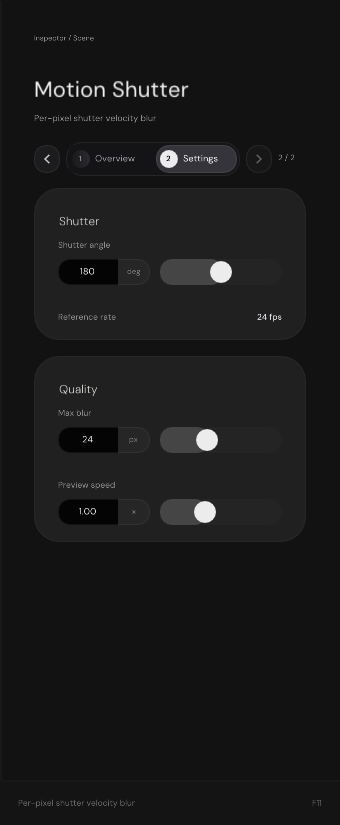 Inspector / Scene
Motion Shutter
Per-pixel shutter velocity blur
1 Overview 2 Settings 2 / 2
Shutter
Shutter angle
180 deg
Reference rate 24 fps
Quality
Max blur
24 px
Preview speed
1.00 x
Per-pixel shutter velocity blur F11